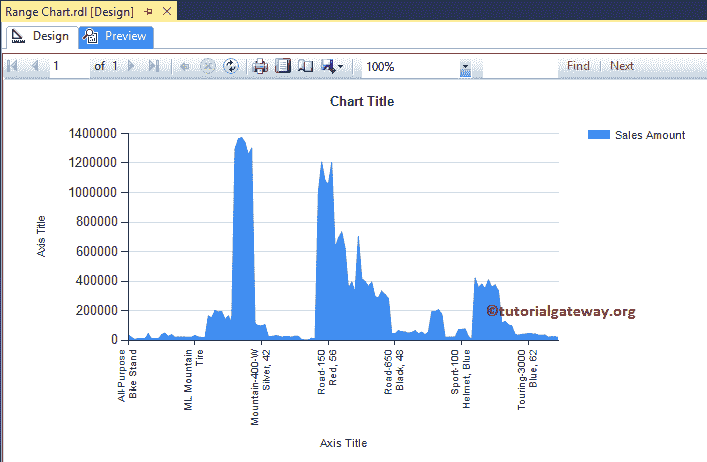 Range Chart.rdl [Design]
Design
Preview
1 of 1 100% Find | Next
Chart Title
1400000
1200000
1000000
800000
600000
400000
200000
0
Axis Title
Sales Amount
©tutorialgateway.org
All-Purpose
Bike Stand
ML Mountain
Tire
Mountain-400-W
Silver, 42
Road-150
Red, 56
Road-650
Black, 48
Sport-100
Helmet, Blue
Touring-3000
Blue, 62
Axis Title